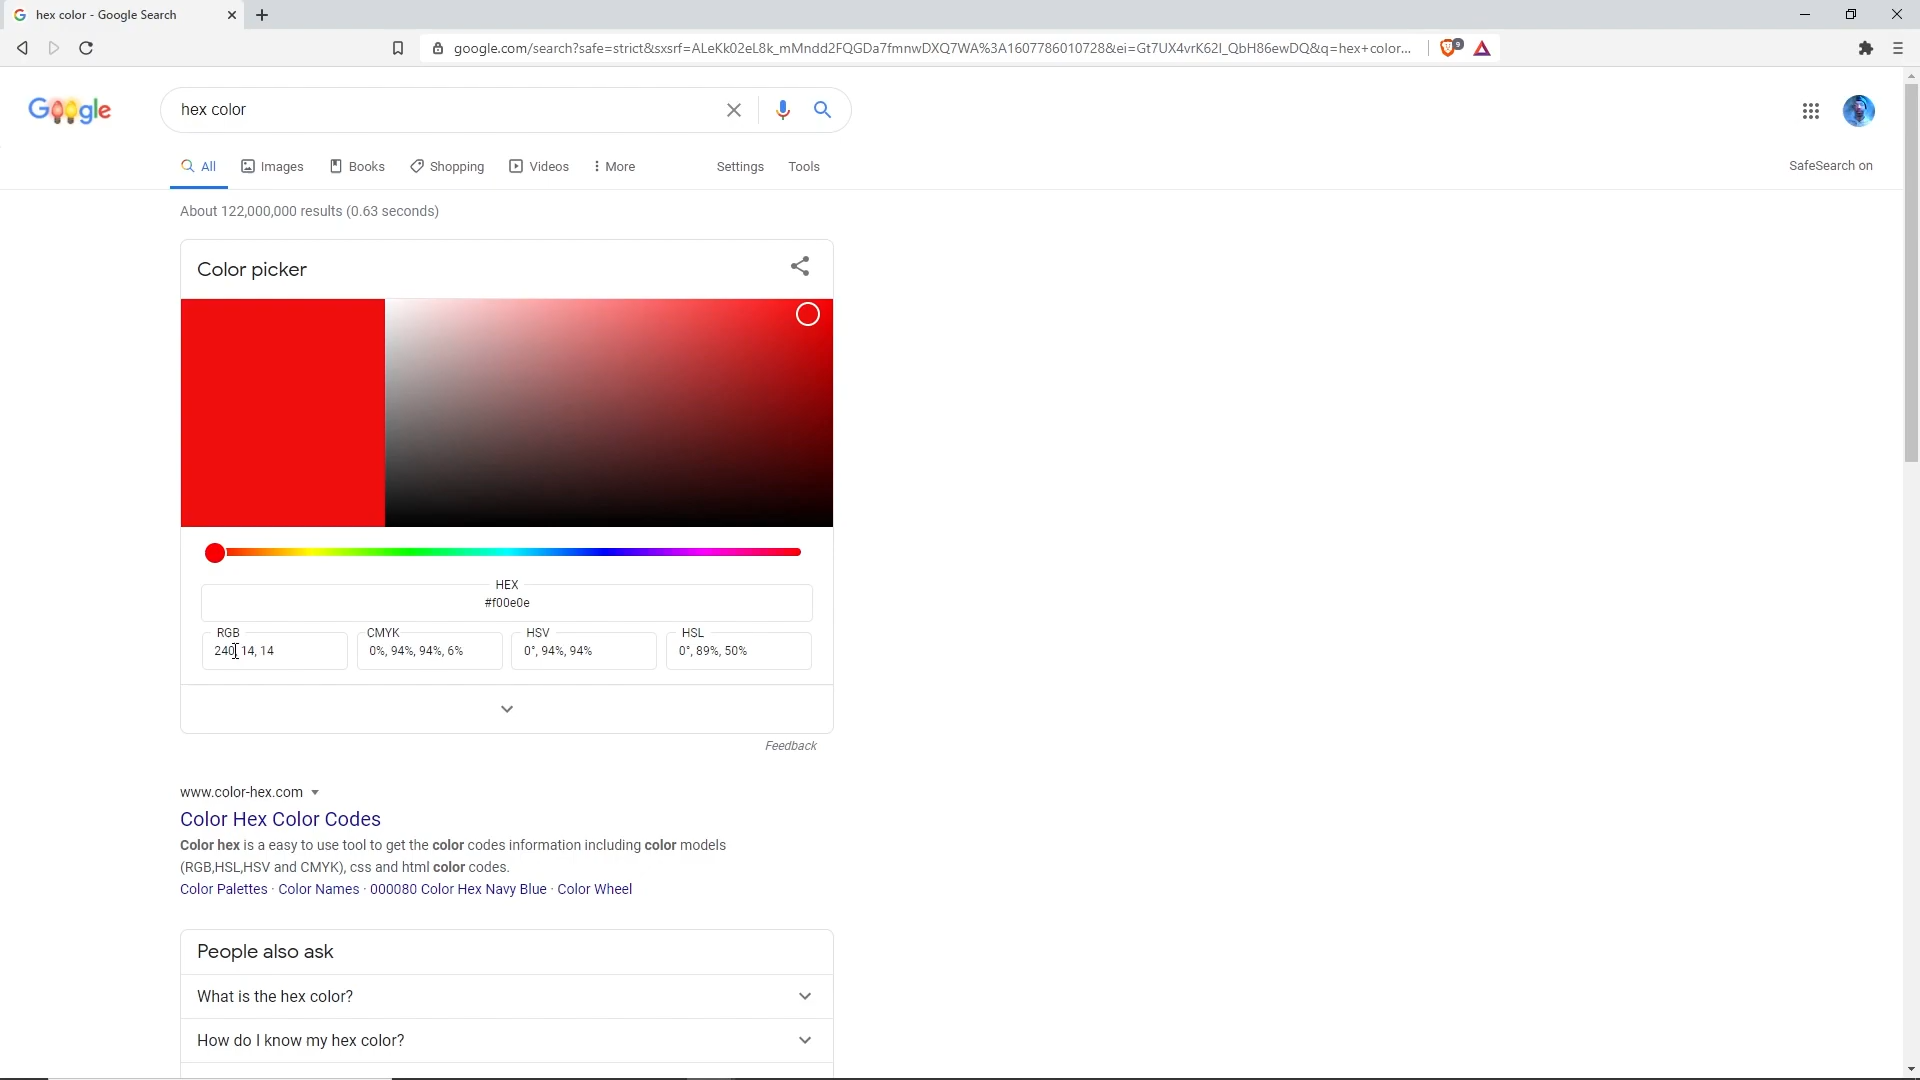 hex color - Google Search
google.com/search?safe=strict&sxsrf=ALeKk02eL8k_mMndd2FQGDa7fmnwDXQ7WA%3A1607786010728&ei=Gt7UX4vrK62I_QbH86ewDQ&q=hex+color...
9
Google
hex color
All Images Books Shopping Videos More Settings Tools
SafeSearch on
About 122,000,000 results (0.63 seconds)
Color picker
HEX
#f00e0e
RGB CMYK HSV HSL
240, 14, 14 0%, 94%, 94%, 6% 0°, 94%, 94% 0°, 89%, 50%
Feedback
www.color-hex.com
Color Hex Color Codes
Color hex is a easy to use tool to get the color codes information including color models
(RGB,HSL,HSV and CMYK), css and html color codes.
Color Palettes · Color Names · 000080 Color Hex Navy Blue · Color Wheel
People also ask
What is the hex color?
How do I know my hex color?